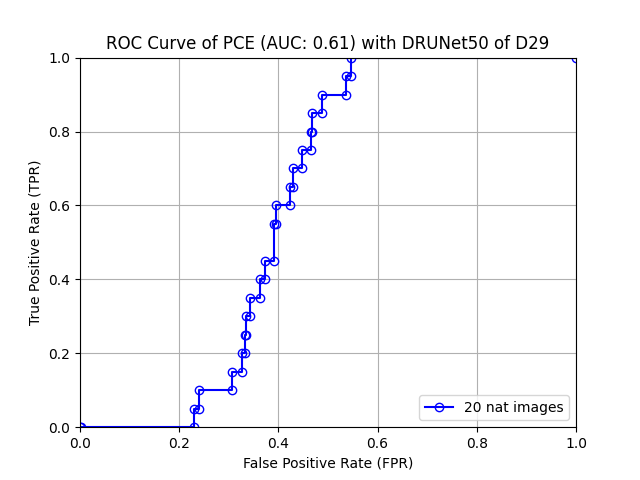 ROC Curve of PCE (AUC: 0.61) with DRUNet50 of D29
1.0
0.8
0.6
0.4
0.2
0.0
True Positive Rate (TPR)
20 nat images
0.0 0.2 0.4 0.6 0.8 1.0
False Positive Rate (FPR)